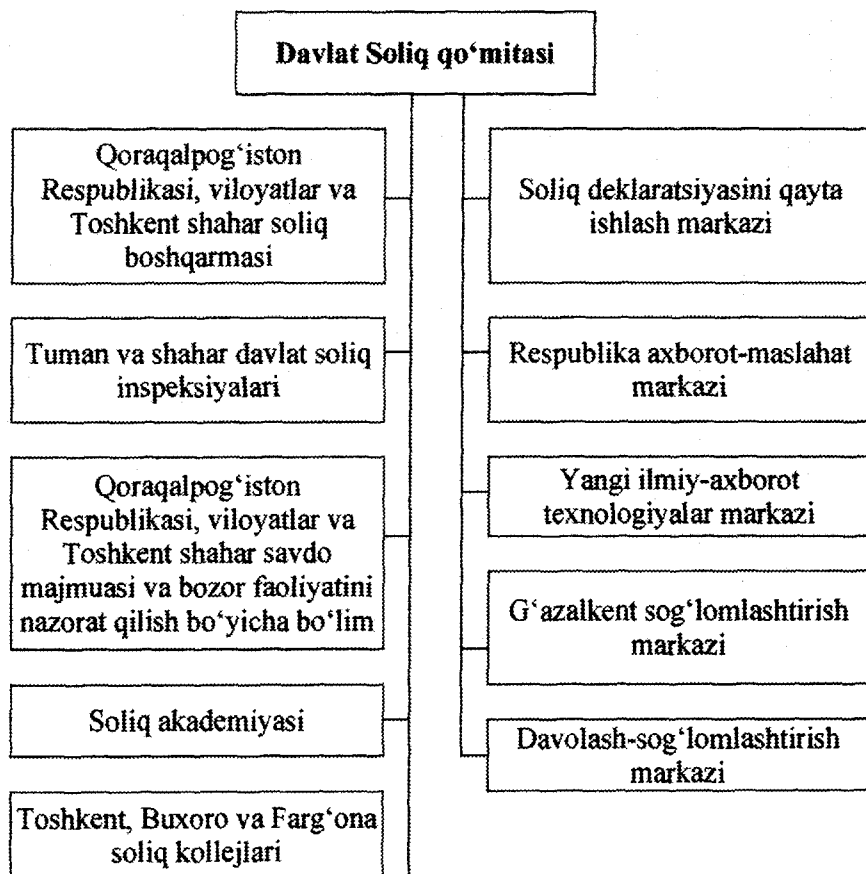 Davlat Soliq qo‘mitasi
Qoraqalpog‘iston
Respublikasi, viloyatlar va
Toshkent shahar soliq
boshqarmasi
Tuman va shahar davlat soliq
inspeksiyalari
Qoraqalpog‘iston
Respublikasi, viloyatlar va
Toshkent shahar savdo
majmuasi va bozor faoliyatini
nazorat qilish bo‘yicha bo‘lim
Soliq akademiyasi
Toshkent, Buxoro va Farg‘ona
soliq kollejlari
Soliq deklaratsiyasini qayta
ishlash markazi
Respublika axborot-maslahat
markazi
Yangi ilmiy-axborot
texnologiyalar markazi
G‘azalkent sog‘lomlashtirish
markazi
Davolash-sog‘lomlashtirish
markazi